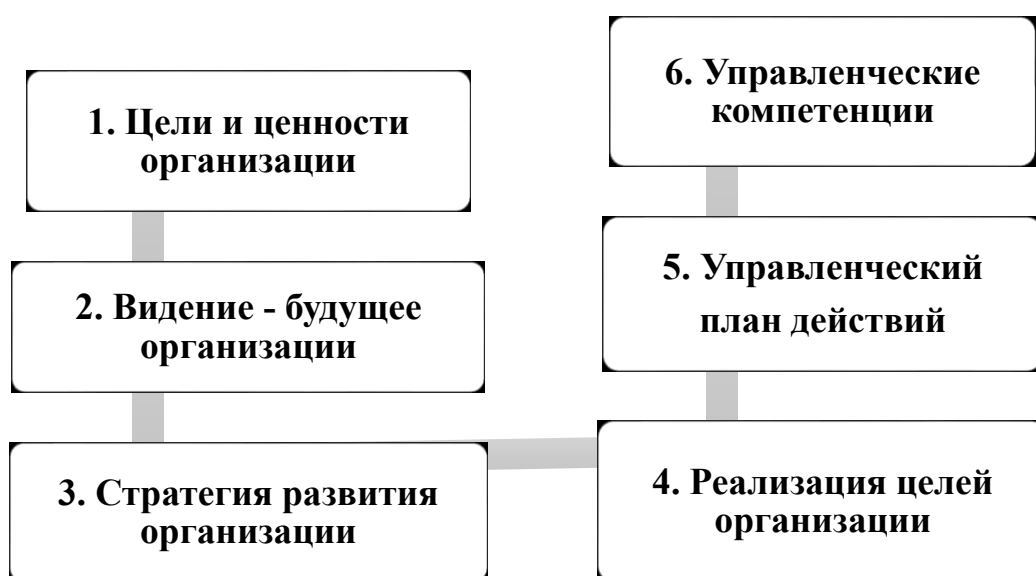 1. Цели и ценности
организации
2. Видение - будущее
организации
3. Стратегия развития
организации
4. Реализация целей
организации
5. Управленческий
план действий
6. Управленческие
компетенции